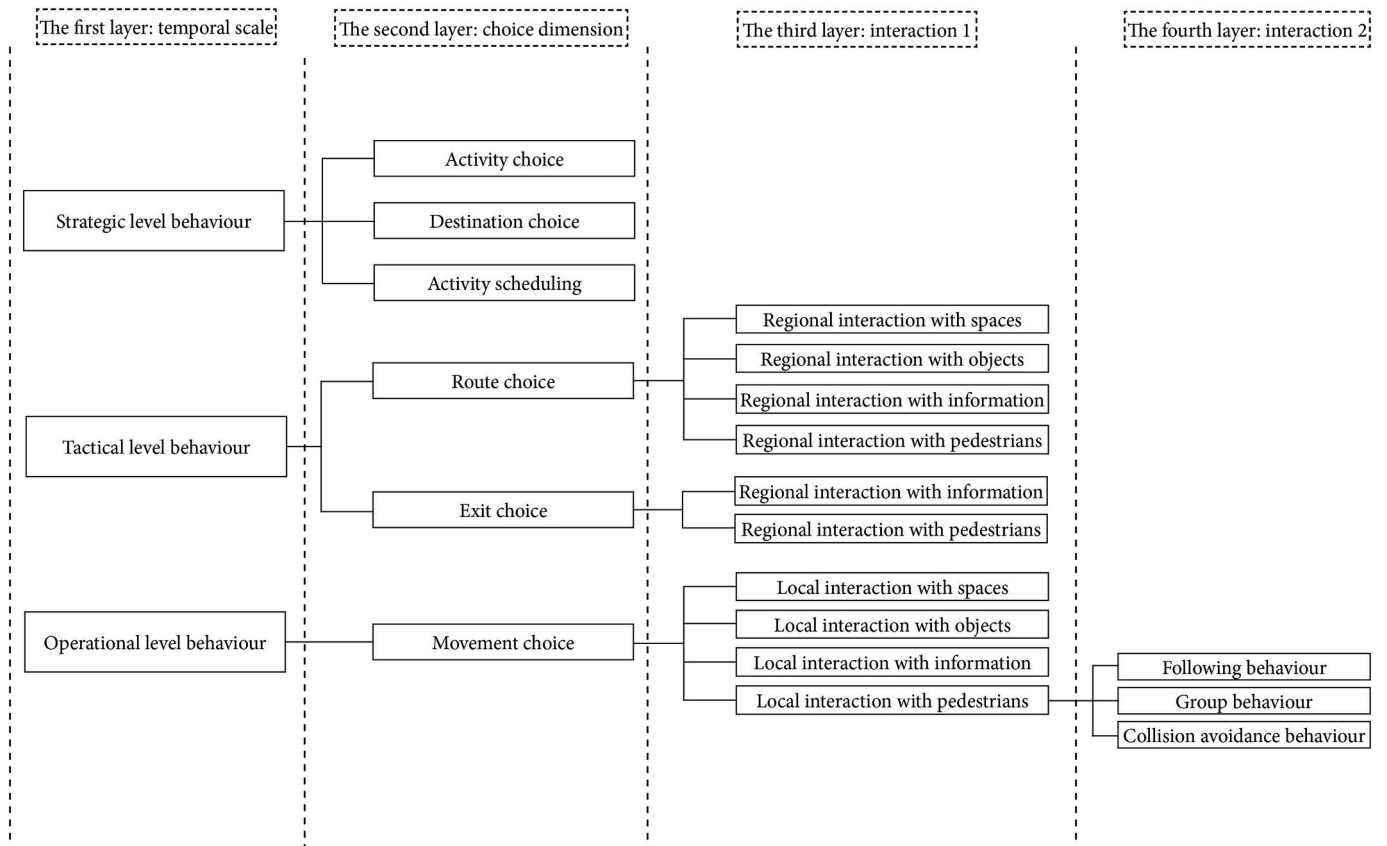 The first layer: temporal scale
The second layer: choice dimension
The third layer: interaction 1
The fourth layer: interaction 2
Strategic level behaviour
Activity choice
Destination choice
Activity scheduling
Tactical level behaviour
Route choice
Regional interaction with spaces
Regional interaction with objects
Regional interaction with information
Regional interaction with pedestrians
Exit choice
Regional interaction with information
Regional interaction with pedestrians
Operational level behaviour
Movement choice
Local interaction with spaces
Local interaction with objects
Local interaction with information
Local interaction with pedestrians
Following behaviour
Group behaviour
Collision avoidance behaviour